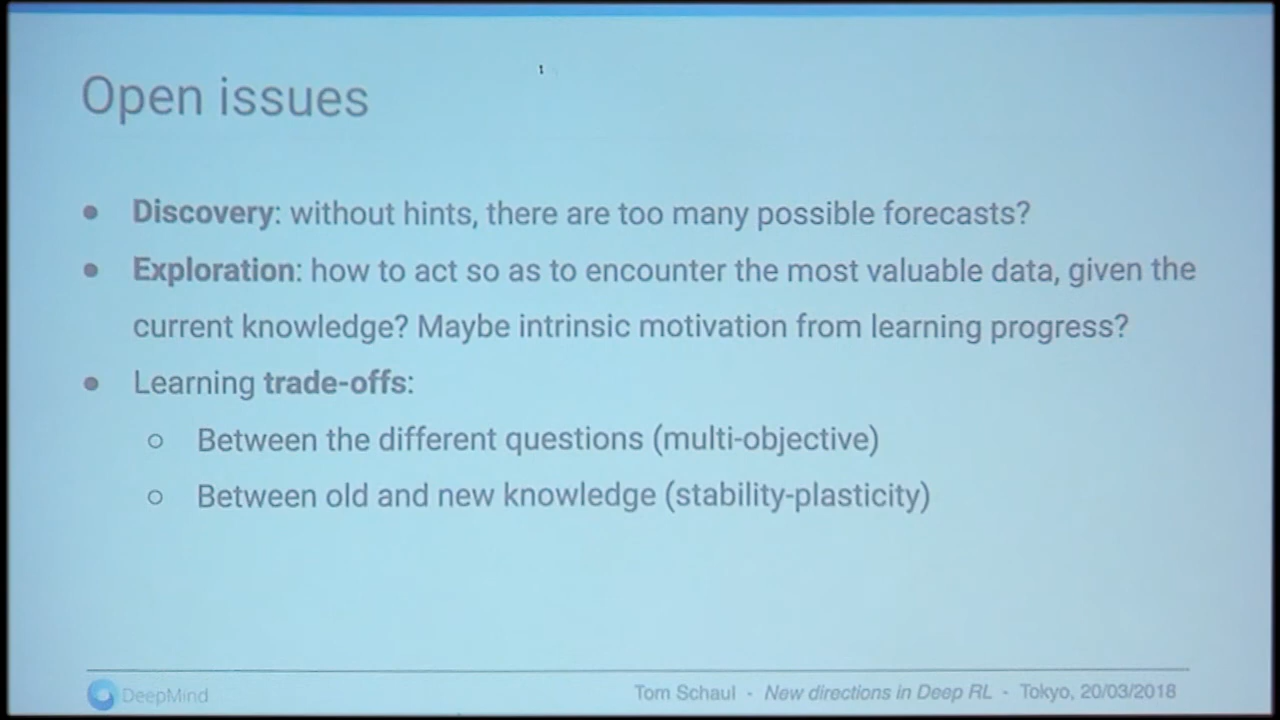 Open issues
● Discovery: without hints, there are too many possible forecasts?
● Exploration: how to act so as to encounter the most valuable data, given the
current knowledge? Maybe intrinsic motivation from learning progress?
● Learning trade-offs:
○ Between the different questions (multi-objective)
○ Between old and new knowledge (stability-plasticity)
DeepMind
Tom Schaul - New directions in Deep RL - Tokyo, 20/03/2018